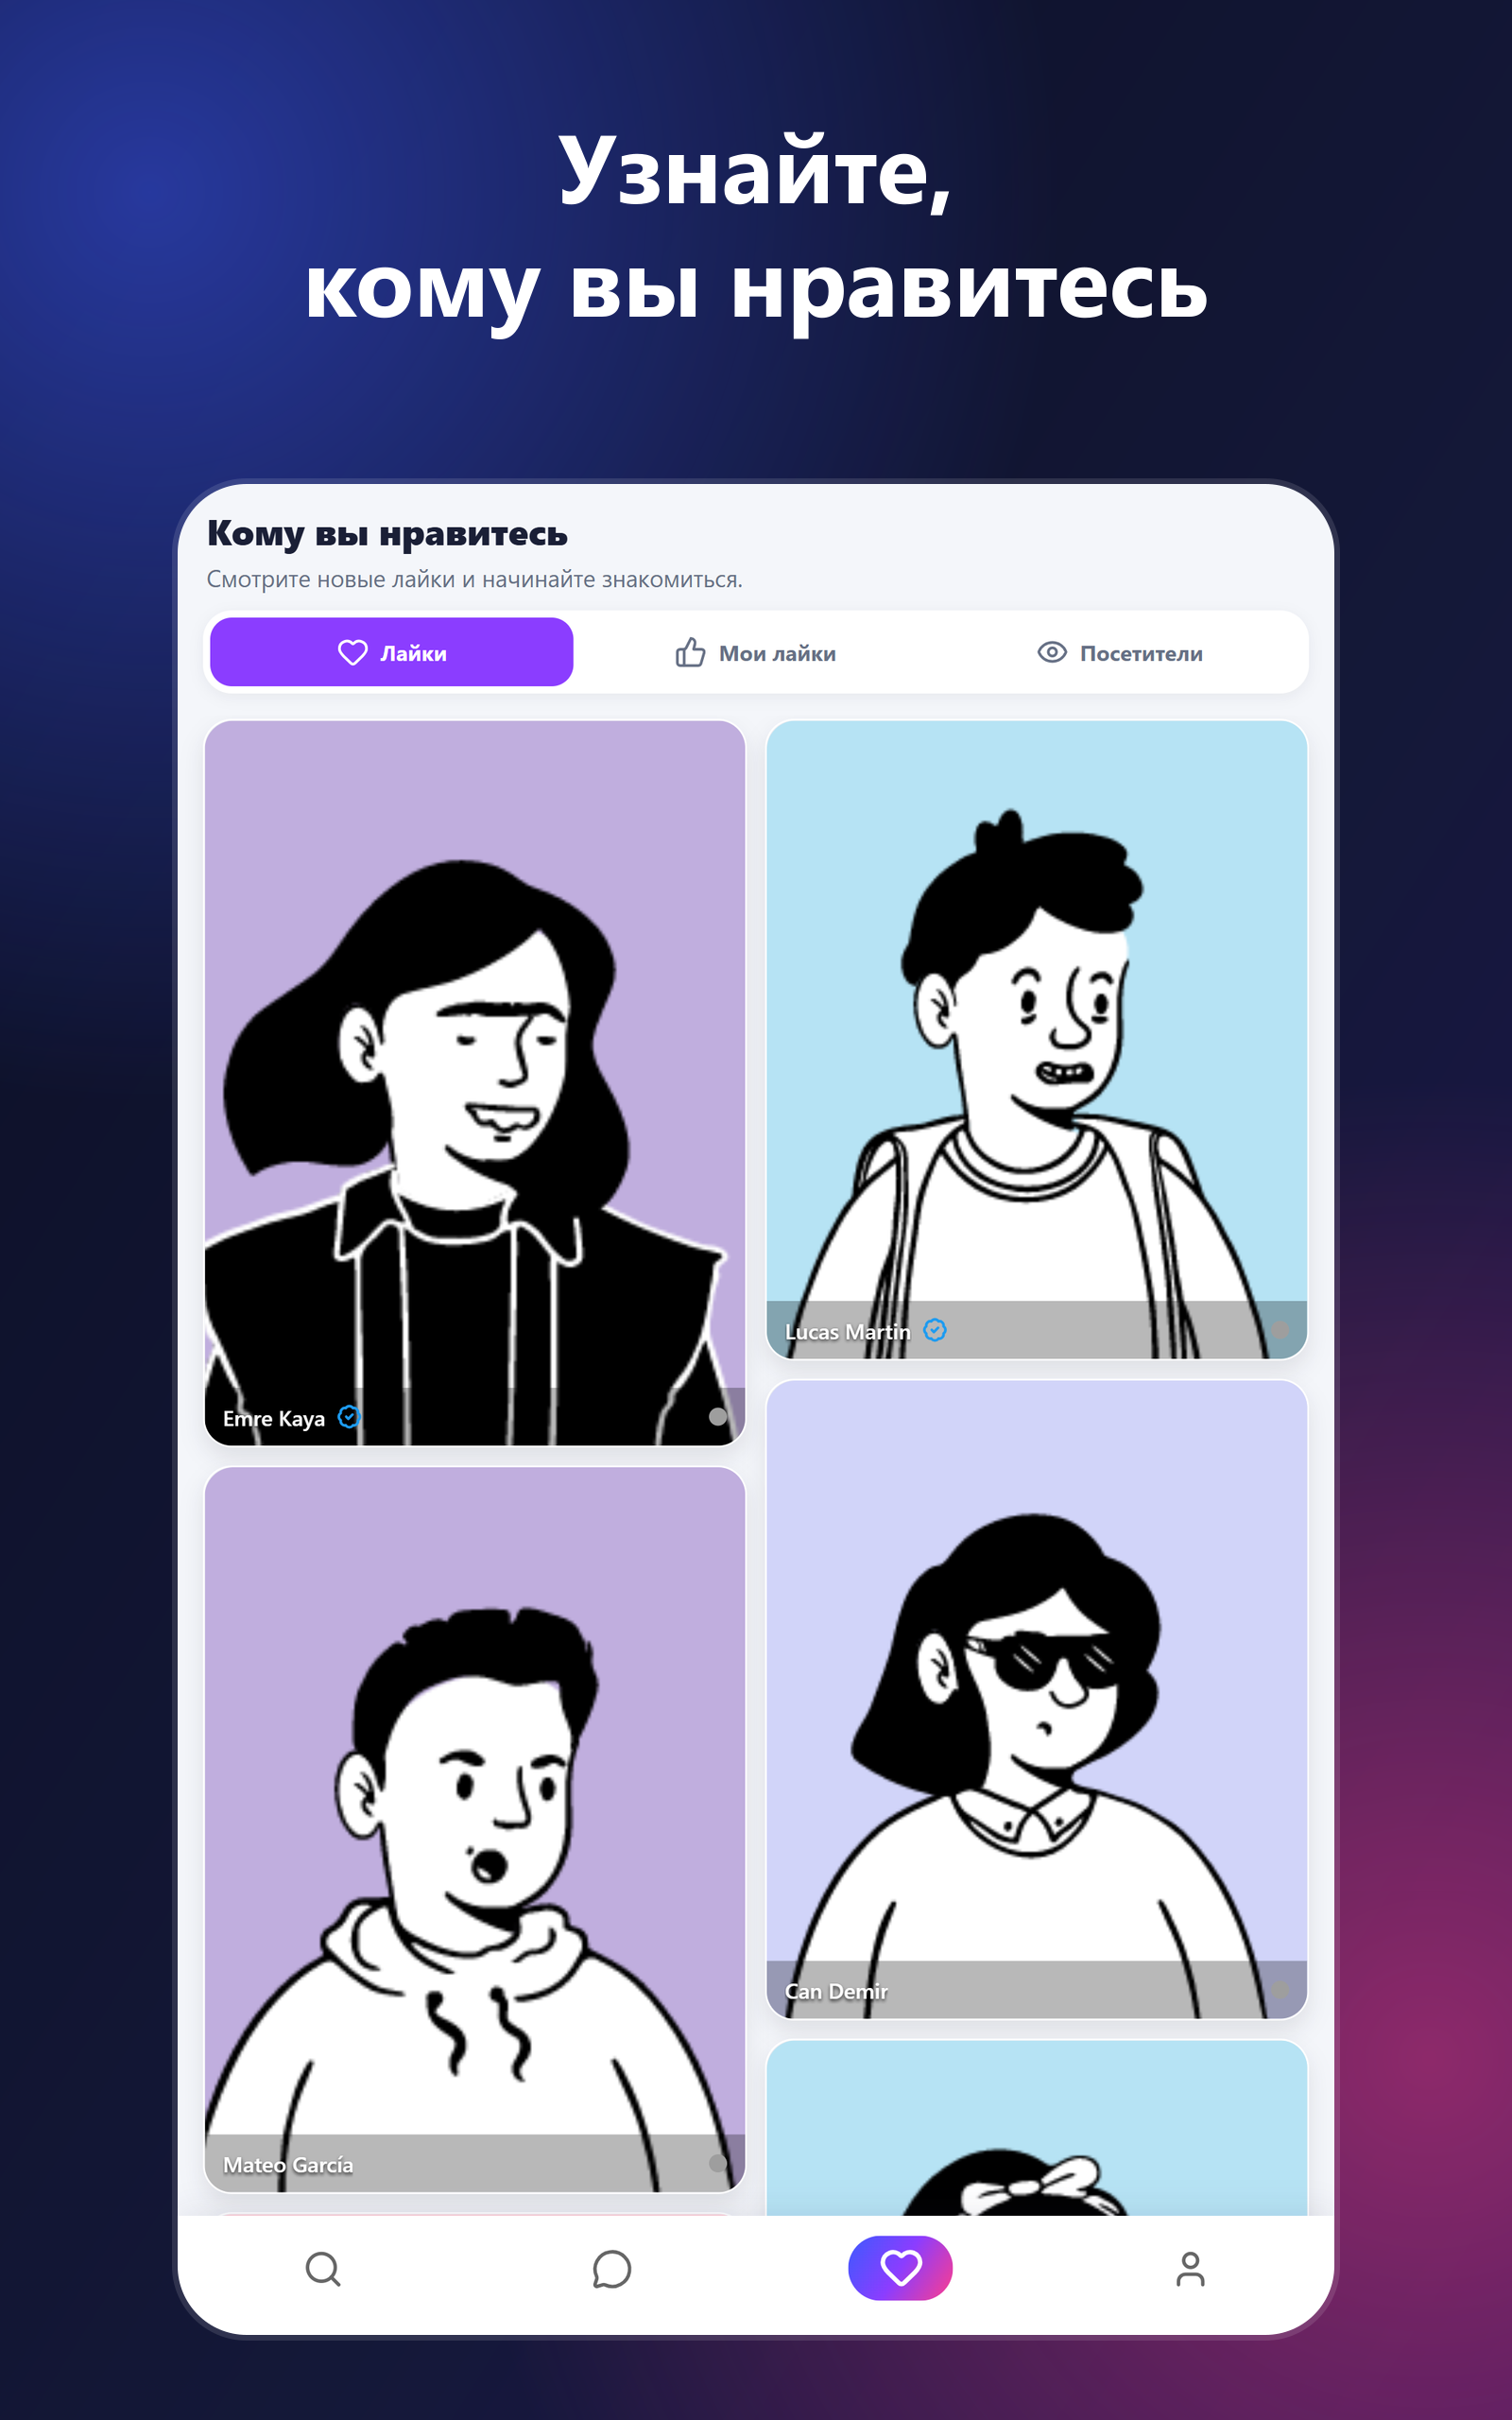 Узнайте,
кому вы нравитесь
Кому вы нравитесь
Смотрите новые лайки и начинайте знакомиться.
Лайки
Мои лайки
Посетители
Emre Kaya
Lucas Martin
Mateo García
Can Demir